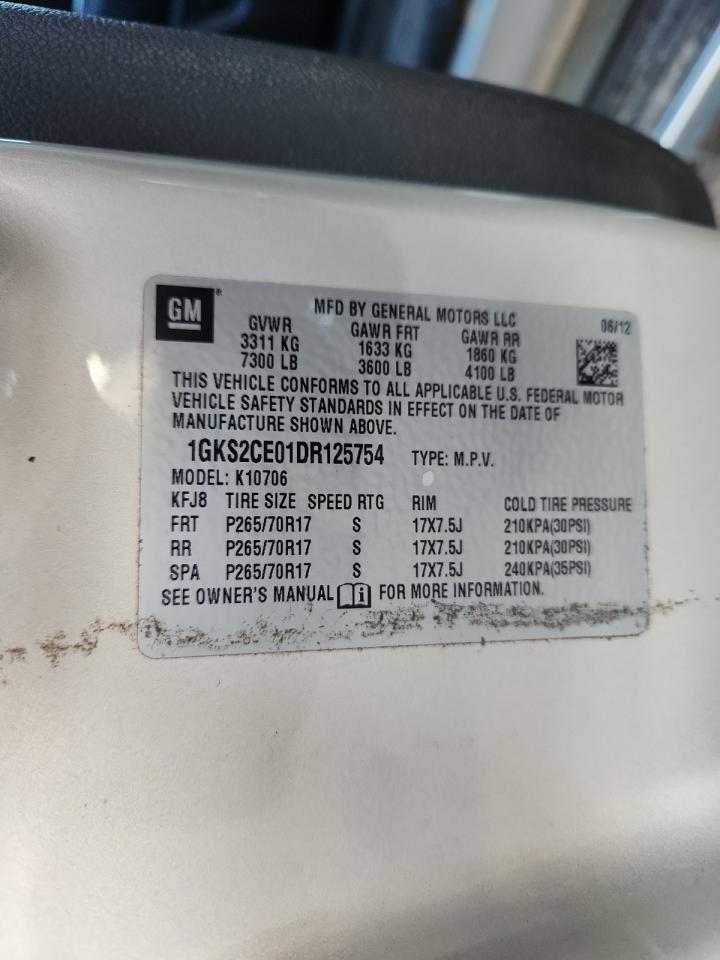 GM MFD BY GENERAL MOTORS LLC 06/12
GVWR GAWR FRT GAWR RR
3311 KG 1633 KG 1860 KG
7300 LB 3600 LB 4100 LB
THIS VEHICLE CONFORMS TO ALL APPLICABLE U.S. FEDERAL MOTOR
VEHICLE SAFETY STANDARDS IN EFFECT ON THE DATE OF
MANUFACTURE SHOWN ABOVE.
1GKS2CE01DR125754 TYPE: M.P.V.
MODEL: K10706
KFJ8 TIRE SIZE SPEED RTG RIM COLD TIRE PRESSURE
FRT P265/70R17 S 17X7.5J 210KPA(30PSI)
RR P265/70R17 S 17X7.5J 210KPA(30PSI)
SPA P265/70R17 S 17X7.5J 240KPA(35PSI)
SEE OWNER'S MANUAL i FOR MORE INFORMATION.